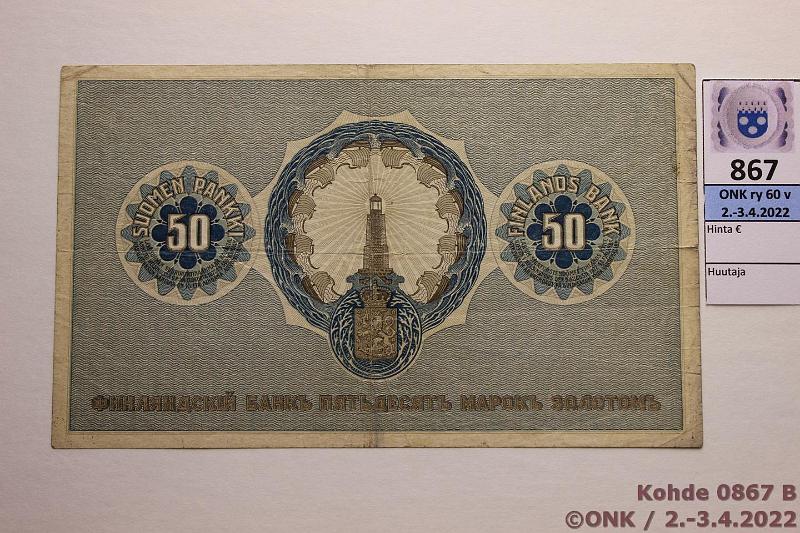 SUOMEN PANKKI
50
FINLANDS BANK
50
ФИНЛЯНДСКІЙ БАНКЪ ПЯТЬДЕСЯТЪ МАРОКЪ ЗОЛОТОМЪ
867
ONK ry 60 v
2.-3.4.2022
Hinta €
Huutaja
Kohde 0867 B
©ONK / 2.-3.4.2022